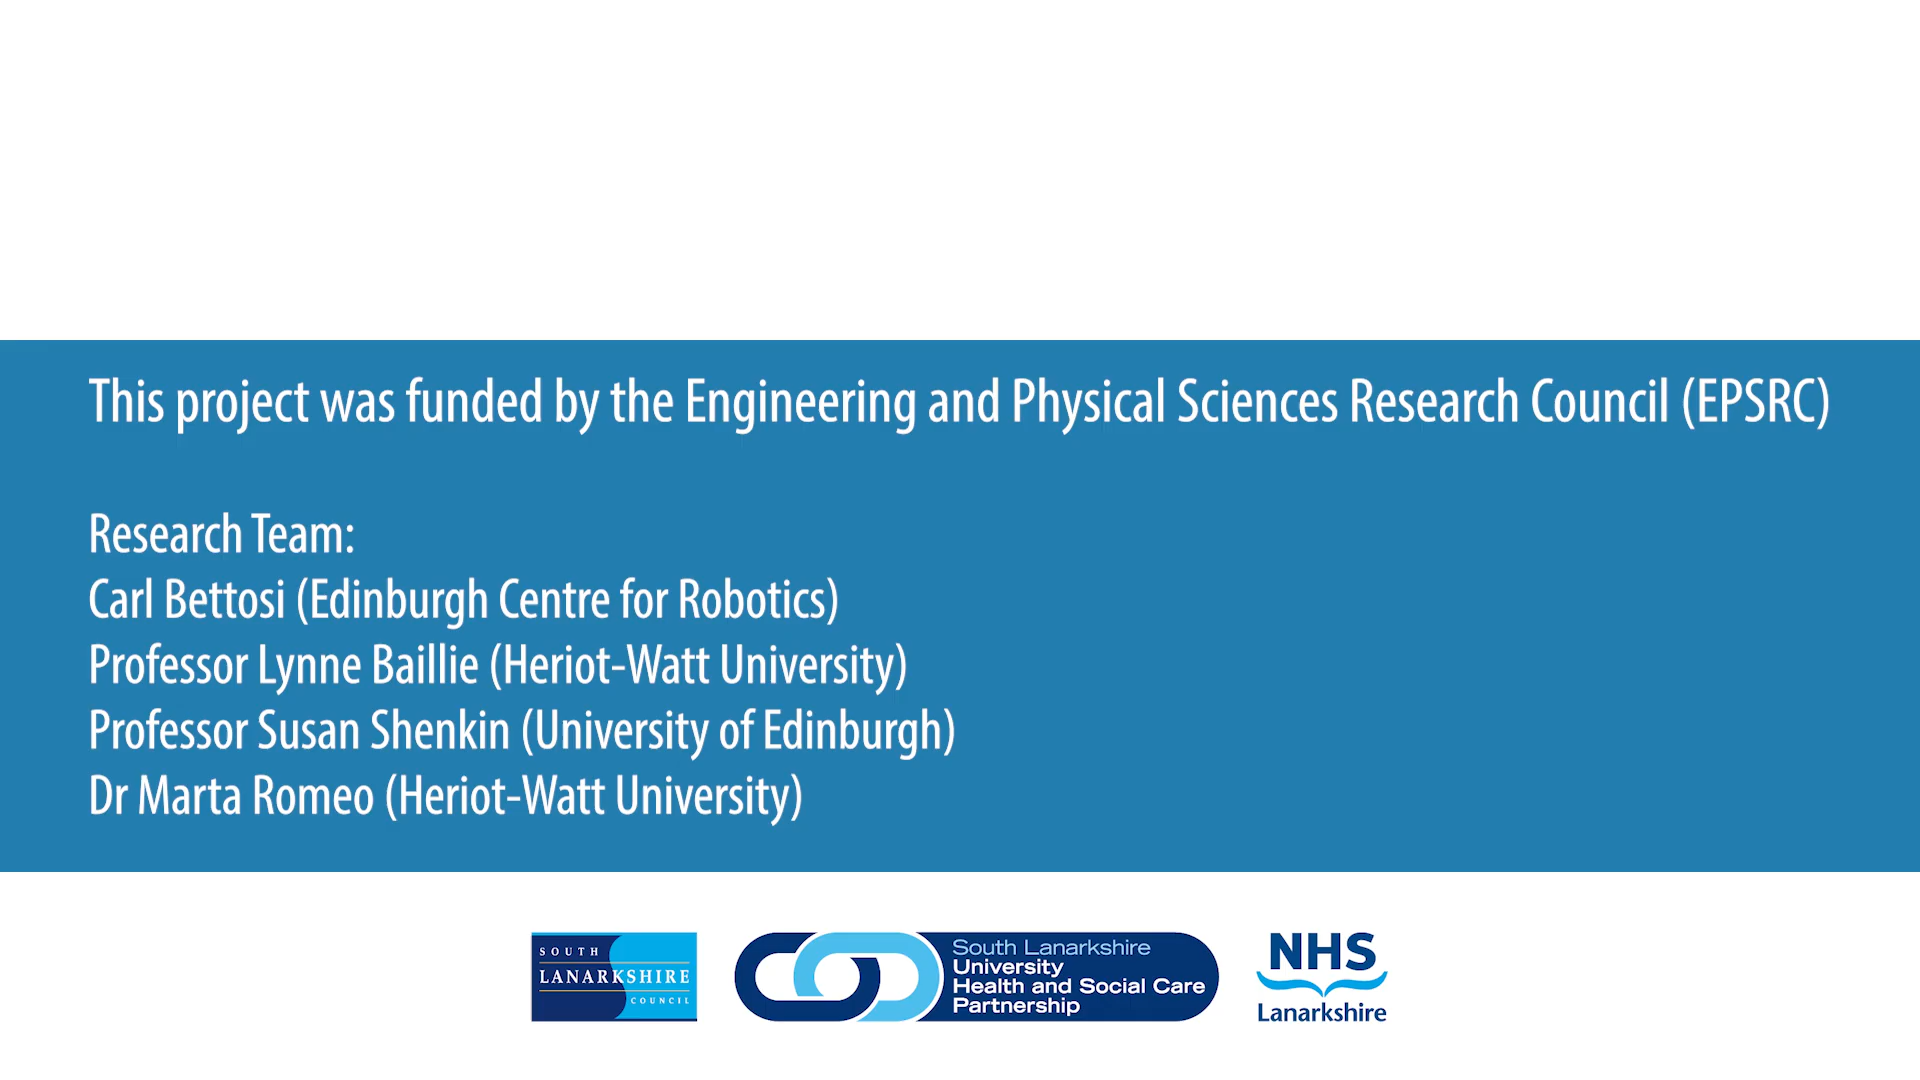 This project was funded by the Engineering and Physical Sciences Research Council (EPSRC)
Research Team:
Carl Bettosi (Edinburgh Centre for Robotics)
Professor Lynne Baillie (Heriot-Watt University)
Professor Susan Shenkin (University of Edinburgh)
Dr Marta Romeo (Heriot-Watt University)
SOUTH
LANARKSHIRE
COUNCIL
South Lanarkshire
University
Health and Social Care
Partnership
NHS
Lanarkshire